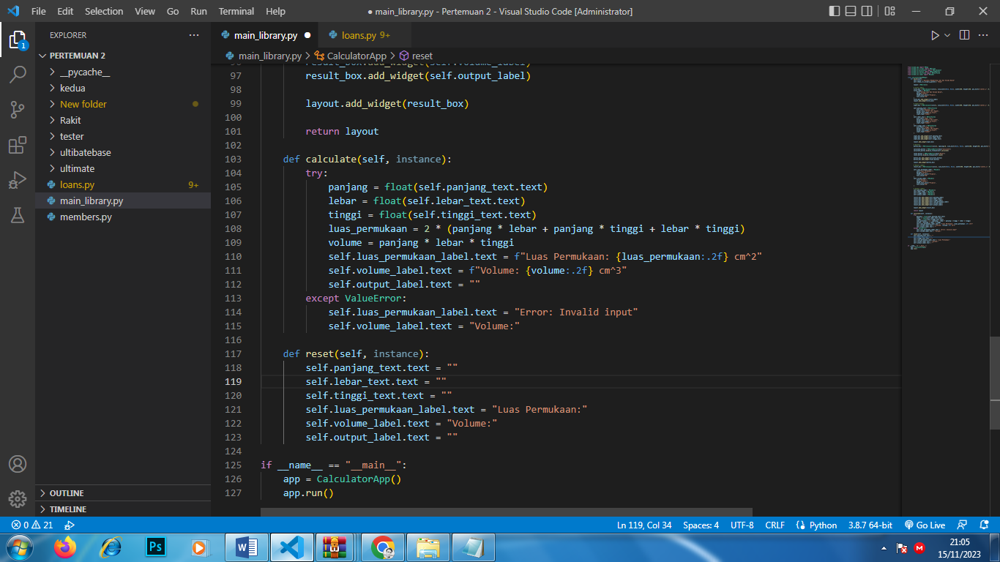 File Edit Selection View Go Run Terminal Help
● main_library.py - Pertemuan 2 - Visual Studio Code [Administrator]
EXPLORER
PERTEMUAN 2
__pycache__
kedua
New folder
Rakit
tester
ultibatebase
ultimate
loans.py 9+
main_library.py
members.py
OUTLINE
TIMELINE
1
main_library.py ● loans.py 9+
main_library.py > CalculatorApp > reset
96 result_box.add_widget(self.volume_label)
97 result_box.add_widget(self.output_label)
98
99 layout.add_widget(result_box)
100
101 return layout
102
103 def calculate(self, instance):
104 try:
105 panjang = float(self.panjang_text.text)
106 lebar = float(self.lebar_text.text)
107 tinggi = float(self.tinggi_text.text)
108 luas_permukaan = 2 * (panjang * lebar + panjang * tinggi + lebar * tinggi)
109 volume = panjang * lebar * tinggi
110 self.luas_permukaan_label.text = f"Luas Permukaan: {luas_permukaan:.2f} cm^2"
111 self.volume_label.text = f"Volume: {volume:.2f} cm^3"
112 self.output_label.text = ""
113 except ValueError:
114 self.luas_permukaan_label.text = "Error: Invalid input"
115 self.volume_label.text = "Volume:"
116
117 def reset(self, instance):
118 self.panjang_text.text = ""
119 self.lebar_text.text = ""
120 self.tinggi_text.text = ""
121 self.luas_permukaan_label.text = "Luas Permukaan:"
122 self.volume_label.text = "Volume:"
123 self.output_label.text = ""
124
125 if __name__ == "__main__":
126 app = CalculatorApp()
127 app.run()
0 21 Ln 119, Col 34 Spaces: 4 UTF-8 CRLF Python 3.8.7 64-bit Go Live
Ps
W
21:05
15/11/2023